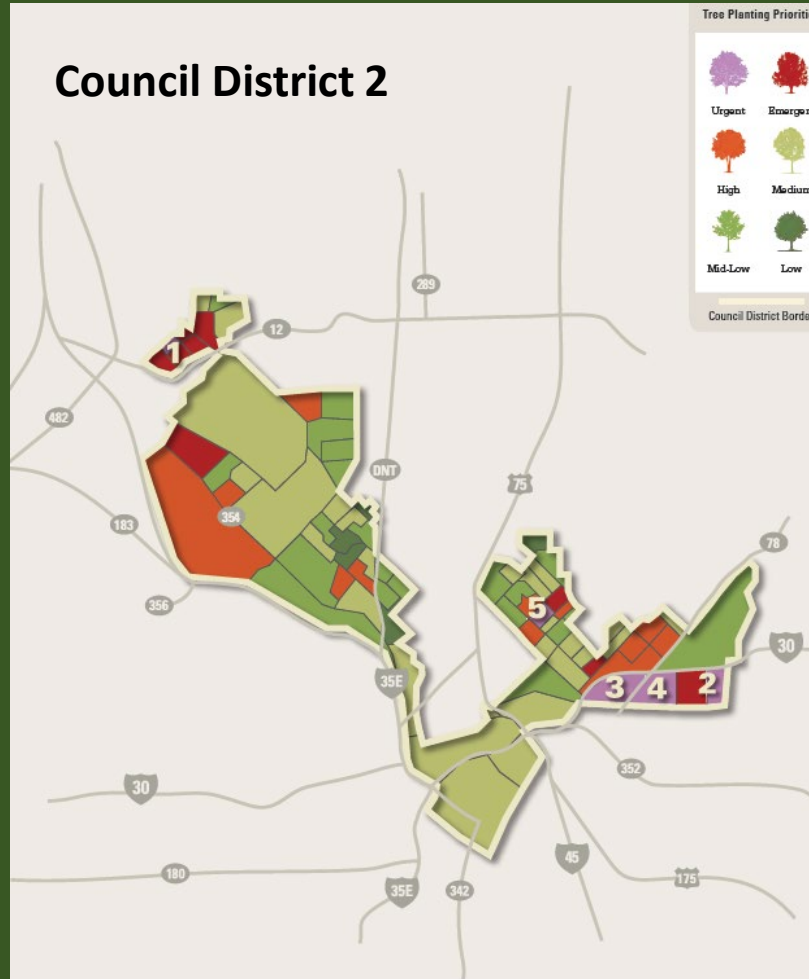 Tree Planting Prioriti
Council District 2
Urgent Emergen
High Medium
Mid-Low Low
Council District Borde
289
12
1
482
DNT
75
354
183
78
356
5
30
35E
3 4 2
352
30
45
180
35E 342
175